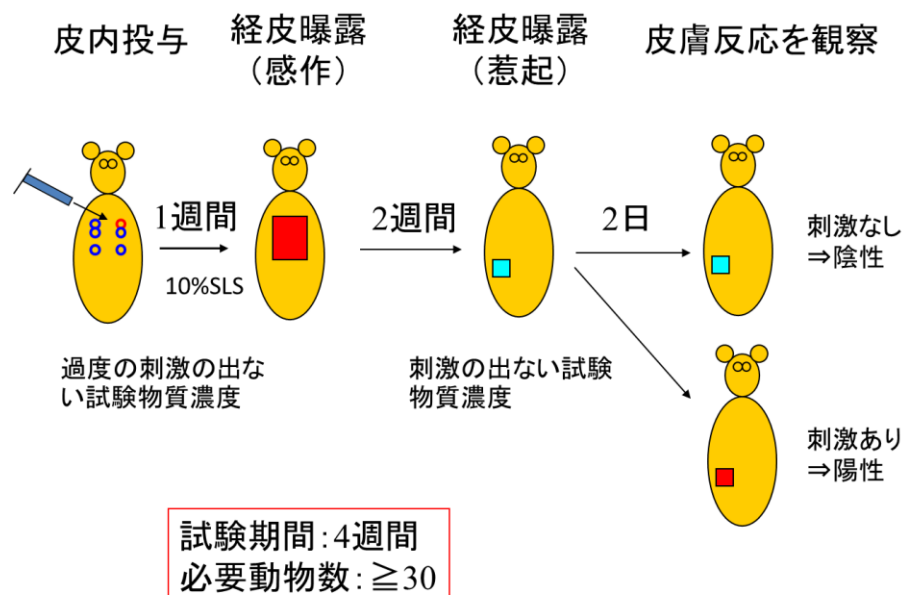 皮内投与
経皮曝露
（感作）
経皮曝露
（惹起）
皮膚反応を観察
1週間
10%SLS
2週間
2日
刺激なし
⇒陰性
過度の刺激の出な
い試験物質濃度
刺激の出ない試験
物質濃度
刺激あり
⇒陽性
試験期間：4週間
必要動物数：≧30